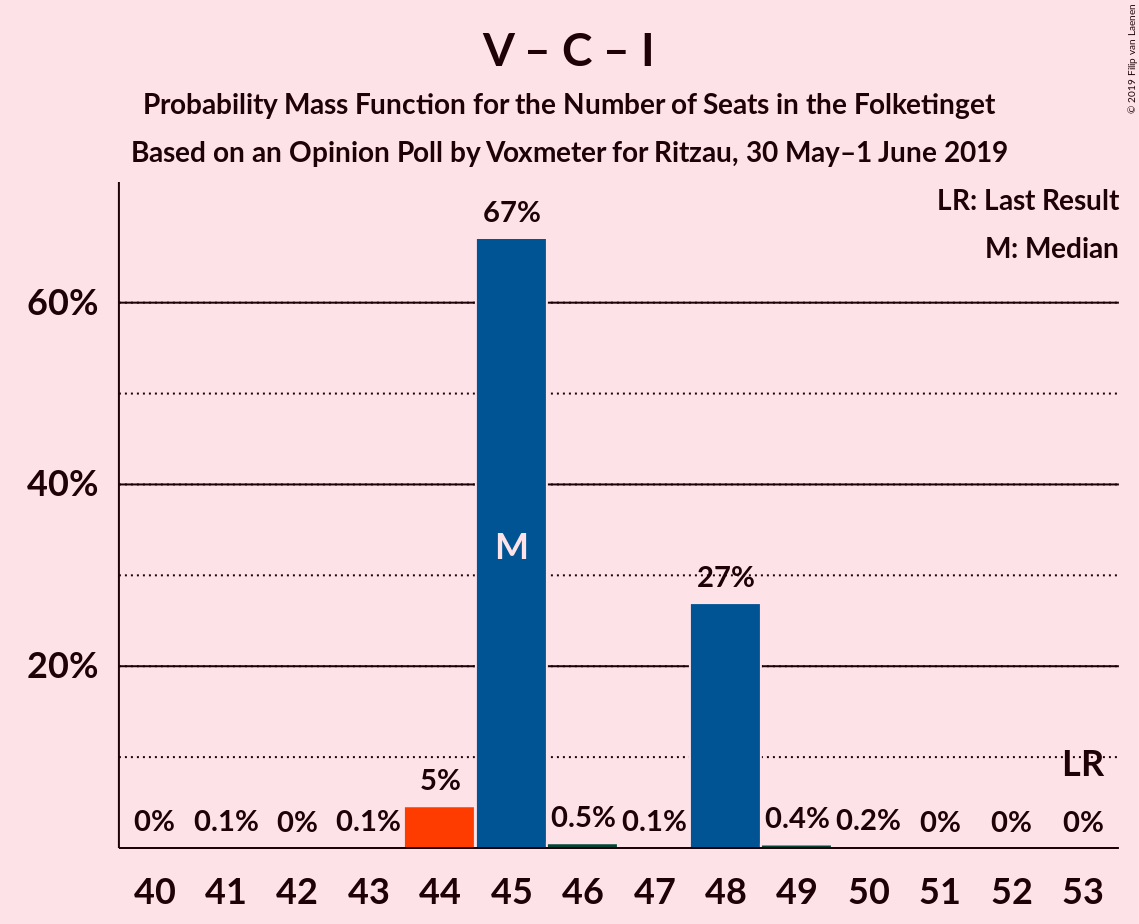 V – C – I
Probability Mass Function for the Number of Seats in the Folketinget
Based on an Opinion Poll by Voxmeter for Ritzau, 30 May–1 June 2019
© 2019 Filip van Laenen
LR: Last Result
M: Median
67%
60%
M
40%
27%
20%
LR
5%
0% 0.1% 0% 0.1% 0.5% 0.1% 0.4% 0.2% 0% 0% 0%
40 41 42 43 44 45 46 47 48 49 50 51 52 53